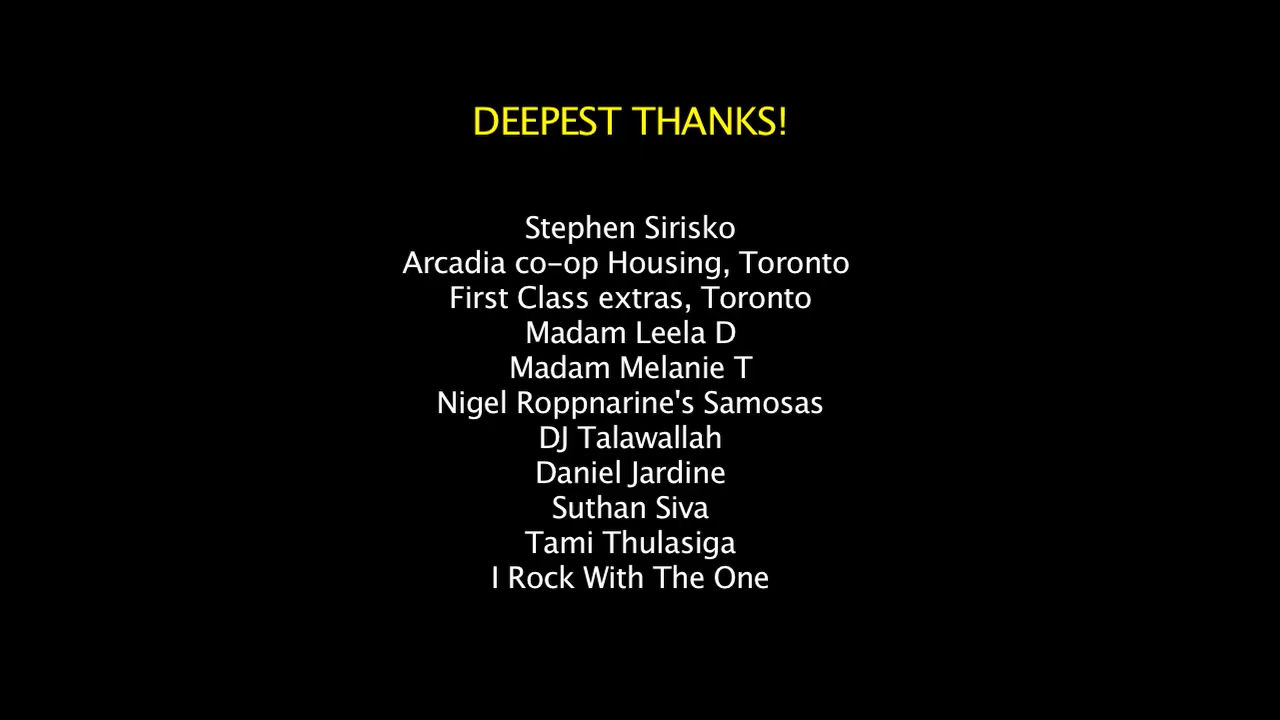 DEEPEST THANKS!
Stephen Sirisko
Arcadia co-op Housing, Toronto
First Class extras, Toronto
Madam Leela D
Madam Melanie T
Nigel Roppnarine's Samosas
DJ Talawallah
Daniel Jardine
Suthan Siva
Tami Thulasiga
I Rock With The One